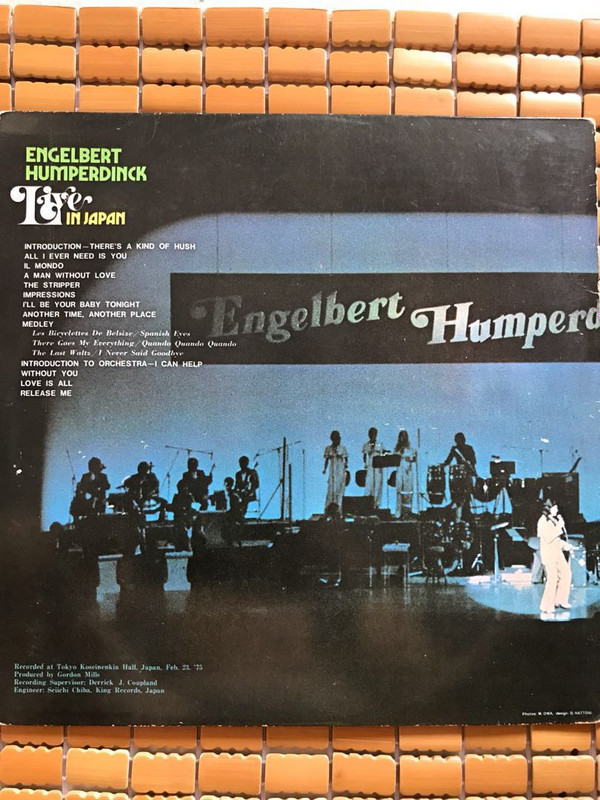 ENGELBERT
HUMPERDINCK
Live
IN JAPAN
INTRODUCTION—THERE'S A KIND OF HUSH
ALL I EVER NEED IS YOU
IL MONDO
A MAN WITHOUT LOVE
THE STRIPPER
IMPRESSIONS
I'LL BE YOUR BABY TONIGHT
ANOTHER TIME, ANOTHER PLACE
MEDLEY
Les Bicyclettes De Belsize/Spanish Eyes
There Goes My Everything/Quando Quando Quando
The Last Waltz/I Never Said Goodbye
INTRODUCTION TO ORCHESTRA—I CAN HELP
WITHOUT YOU
LOVE IS ALL
RELEASE ME
Engelbert Humperd
Recorded at Tokyo Koseinenkin Hall, Japan, Feb. 23, '75
Produced by Gordon Mills
Recording Supervisor: Derrick J. Coupland
Engineer: Seiichi Chiba, King Records, Japan
Photos: M. OWA, design: